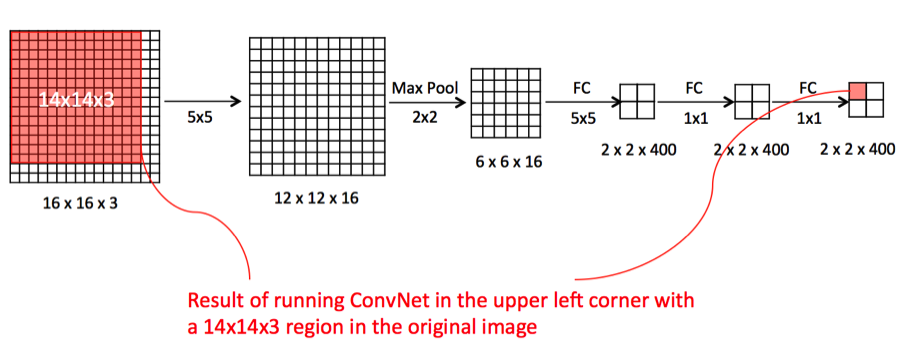 14x14x3
16 x 16 x 3
5x5
12 x 12 x 16
Max Pool
2x2
6 x 6 x 16
FC
5x5
2 x 2 x 400
FC
1x1
2 x 2 x 400
FC
1x1
2 x 2 x 400
Result of running ConvNet in the upper left corner with
a 14x14x3 region in the original image